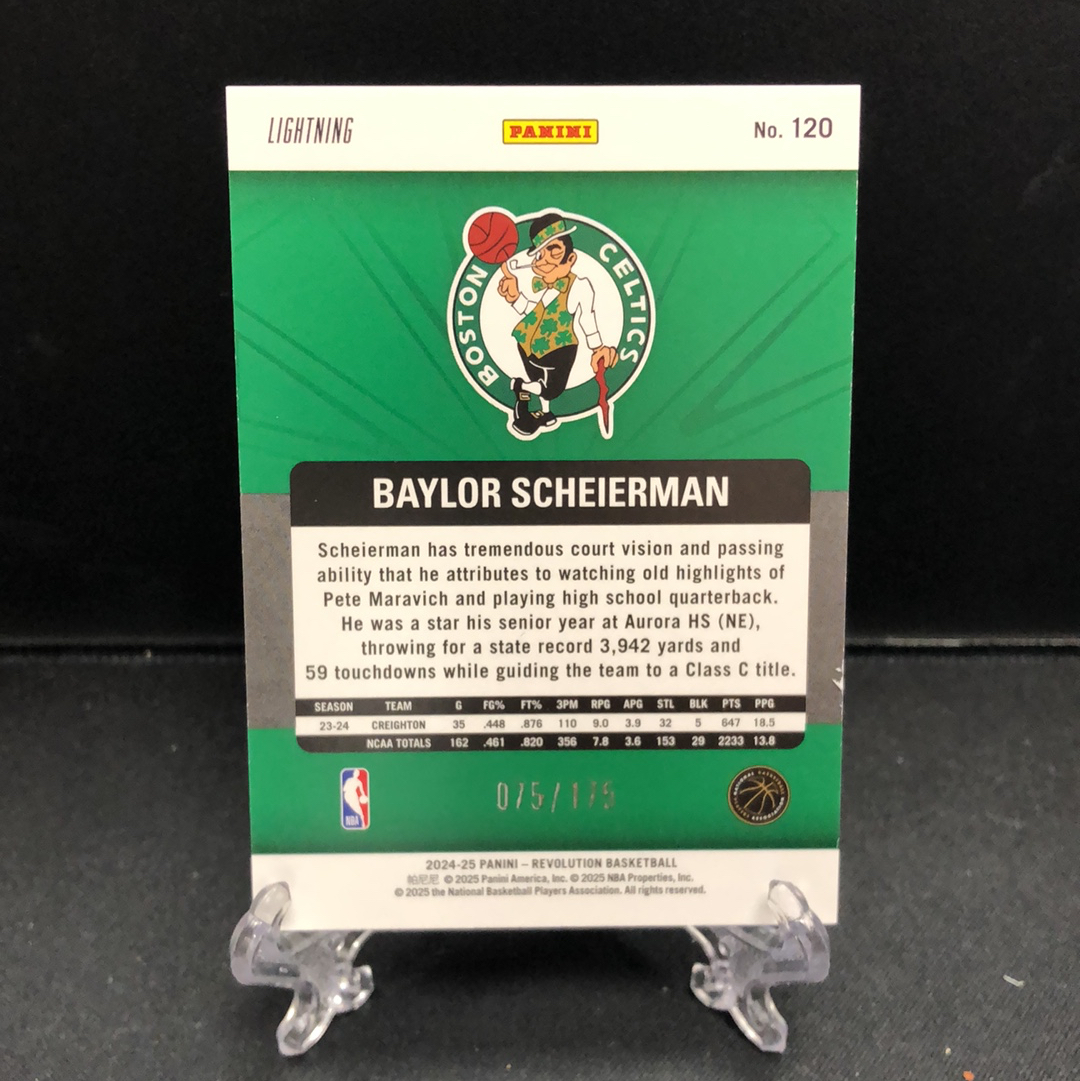 LIGHTNING PANINI No. 120
BOSTON CELTICS
BAYLOR SCHEIERMAN
Scheierman has tremendous court vision and passing
ability that he attributes to watching old highlights of
Pete Maravich and playing high school quarterback.
He was a star his senior year at Aurora HS (NE),
throwing for a state record 3,942 yards and
59 touchdowns while guiding the team to a Class C title.
SEASON TEAM G FG% FT% 3PM RPG APG STL BLK PTS PPG
23-24 CREIGHTON 35 .448 .876 110 9.0 3.9 32 5 647 18.5
NCAA TOTALS 162 .461 .820 356 7.8 3.6 153 29 2233 13.8
075/175
NBA
NATIONAL BASKETBALL PLAYERS ASSOCIATION
2024-25 PANINI – REVOLUTION BASKETBALL
帕尼尼 © 2025 Panini America, Inc. © 2025 NBA Properties, Inc.
© 2025 the National Basketball Players Association. All rights reserved.